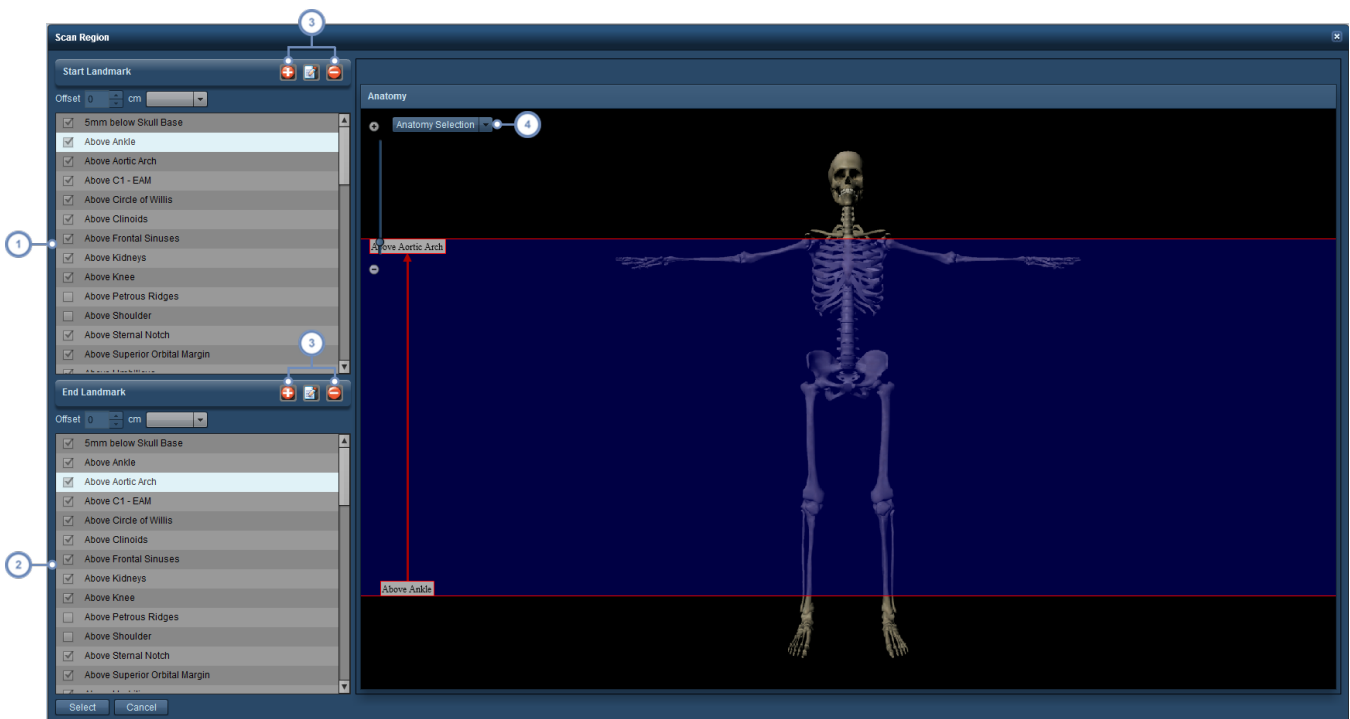 3
Scan Region
Start Landmark
Offset 0 cm
5mm below Skull Base
Above Ankle
Above Aortic Arch
Above C1 - EAM
Above Circle of Willis
Above Clinoids
1
Above Frontal Sinuses
Above Kidneys
Above Knee
Above Petrous Ridges
Above Shoulder
Above Sternal Notch
3
Above Superior Orbital Margin
End Landmark
Offset 0 cm
5mm below Skull Base
Above Ankle
Above Aortic Arch
Above C1 - EAM
Above Circle of Willis
Above Clinoids
2
Above Frontal Sinuses
Above Kidneys
Above Knee
Above Petrous Ridges
Above Shoulder
Above Sternal Notch
Above Superior Orbital Margin
Select Cancel
Anatomy
Anatomy Selection 4
Above Aortic Arch
Above Ankle